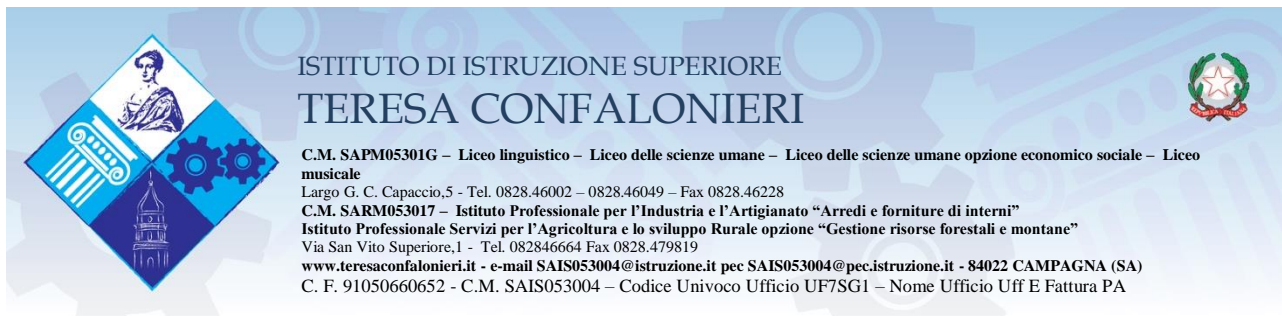 ISTITUTO DI ISTRUZIONE SUPERIORE
TERESA CONFALONIERI
C.M. SAPM05301G – Liceo linguistico – Liceo delle scienze umane – Liceo delle scienze umane opzione economico sociale – Liceo
musicale
Largo G. C. Capaccio,5 - Tel. 0828.46002 – 0828.46049 – Fax 0828.46228
C.M. SARM053017 – Istituto Professionale per l’Industria e l’Artigianato “Arredi e forniture di interni”
Istituto Professionale Servizi per l’Agricoltura e lo sviluppo Rurale opzione “Gestione risorse forestali e montane”
Via San Vito Superiore,1 - Tel. 082846664 Fax 0828.479819
www.teresaconfalonieri.it - e-mail SAIS053004@istruzione.it pec SAIS053004@pec.istruzione.it - 84022 CAMPAGNA (SA)
C. F. 91050660652 - C.M. SAIS053004 – Codice Univoco Ufficio UF7SG1 – Nome Ufficio Uff E Fattura PA